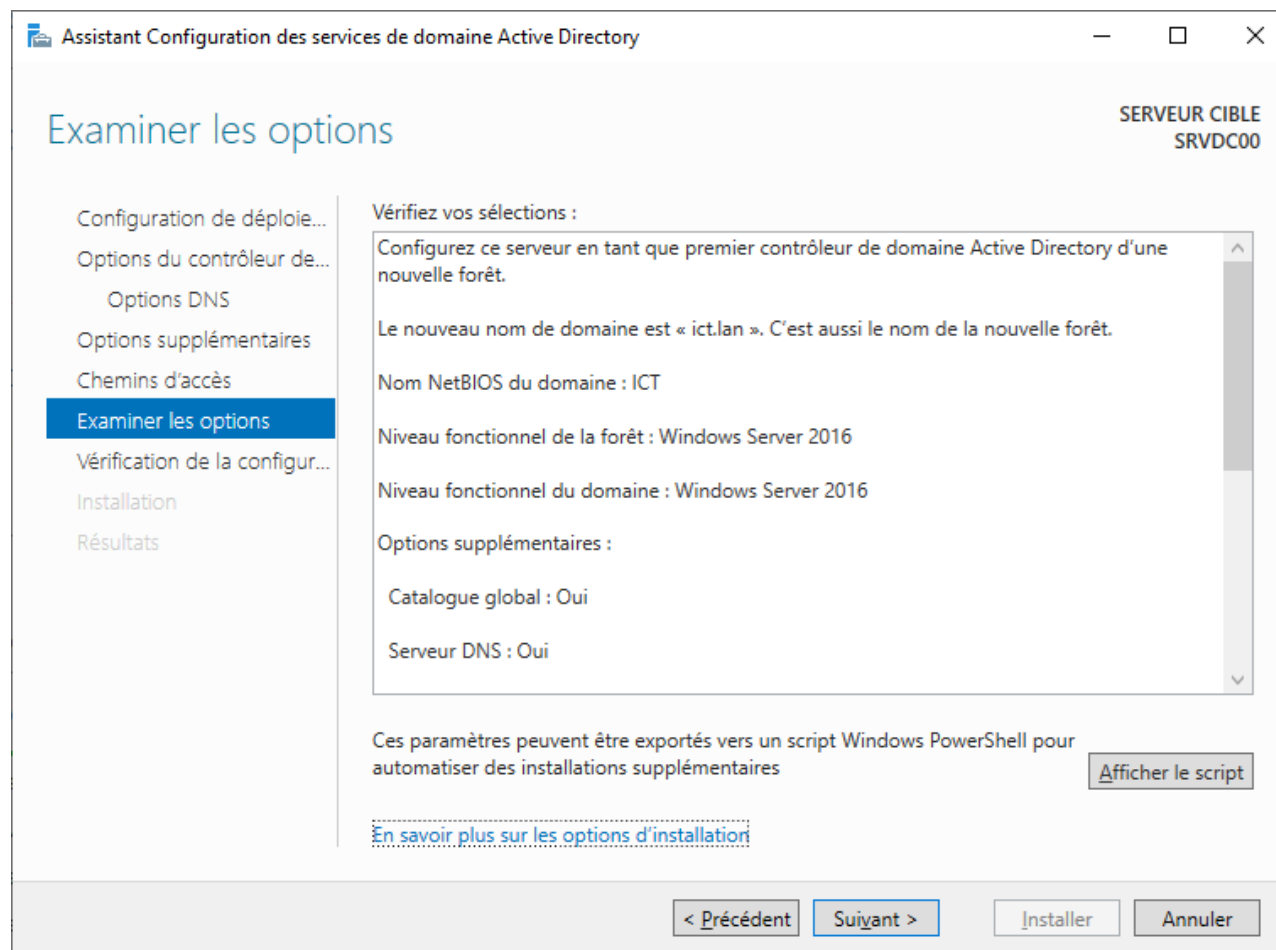 Assistant Configuration des services de domaine Active Directory
Examiner les options
SERVEUR CIBLE
SRVDC00
Configuration de déploie...
Options du contrôleur de...
Options DNS
Options supplémentaires
Chemins d’accès
Examiner les options
Vérification de la configur...
Installation
Résultats
Vérifiez vos sélections :
Configurez ce serveur en tant que premier contrôleur de domaine Active Directory d’une
nouvelle forêt.
Le nouveau nom de domaine est « ict.lan ». C’est aussi le nom de la nouvelle forêt.
Nom NetBIOS du domaine : ICT
Niveau fonctionnel de la forêt : Windows Server 2016
Niveau fonctionnel du domaine : Windows Server 2016
Options supplémentaires :
Catalogue global : Oui
Serveur DNS : Oui
Ces paramètres peuvent être exportés vers un script Windows PowerShell pour
automatiser des installations supplémentaires
Afficher le script
En savoir plus sur les options d’installation
< Précédent
Suivant >
Installer
Annuler